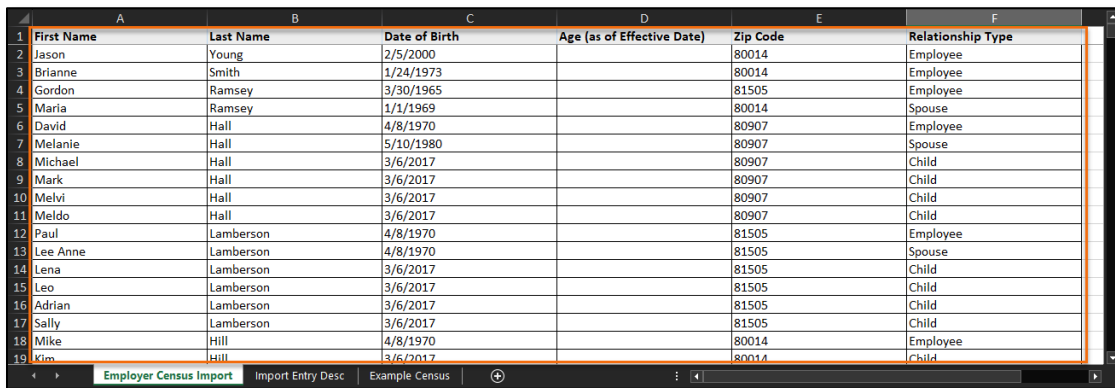 A B C D E F
1 First Name Last Name Date of Birth Age (as of Effective Date) Zip Code Relationship Type
2 Jason Young 2/5/2000 80014 Employee
3 Brianne Smith 1/24/1973 80014 Employee
4 Gordon Ramsey 3/30/1965 81505 Employee
5 Maria Ramsey 1/1/1969 80014 Spouse
6 David Hall 4/8/1970 80907 Employee
7 Melanie Hall 5/10/1980 80907 Spouse
8 Michael Hall 3/6/2017 80907 Child
9 Mark Hall 3/6/2017 80907 Child
10 Melvi Hall 3/6/2017 80907 Child
11 Meldo Hall 3/6/2017 80907 Child
12 Paul Lamberson 4/8/1970 81505 Employee
13 Lee Anne Lamberson 4/8/1970 81505 Spouse
14 Lena Lamberson 3/6/2017 81505 Child
15 Leo Lamberson 3/6/2017 81505 Child
16 Adrian Lamberson 3/6/2017 81505 Child
17 Sally Lamberson 3/6/2017 81505 Child
18 Mike Hill 4/8/1970 80014 Employee
19 Kim Hill 3/6/2017 80014 Child
Employer Census Import Import Entry Desc Example Census